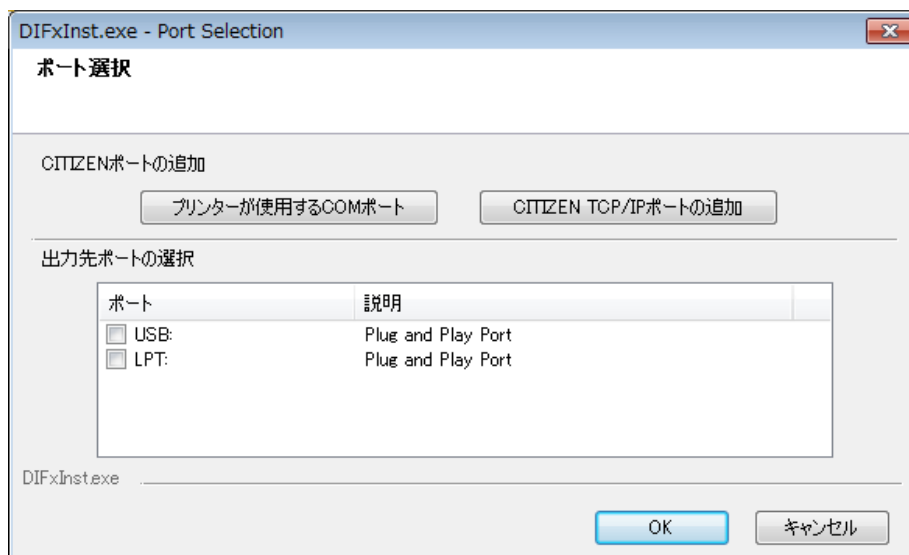 DIFxInst.exe - Port Selection
ポート選択
CITIZENポートの追加
プリンターが使用するCOMポート CITIZEN TCP/IPポートの追加
出力先ポートの選択
ポート 説明
USB: Plug and Play Port
LPT: Plug and Play Port
DIFxInst.exe
OK キャンセル